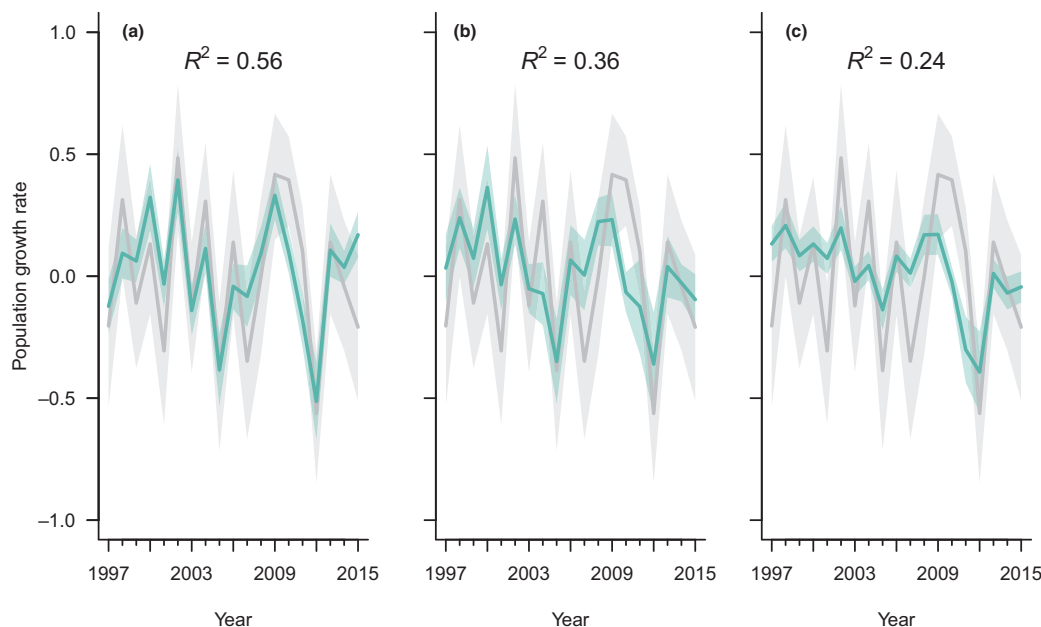 (a)
R² = 0.56
(b)
R² = 0.36
(c)
R² = 0.24
Population growth rate
1.0
0.5
0.0
–0.5
–1.0
1997 2003 2009 2015
1997 2003 2009 2015
1997 2003 2009 2015
Year
Year
Year